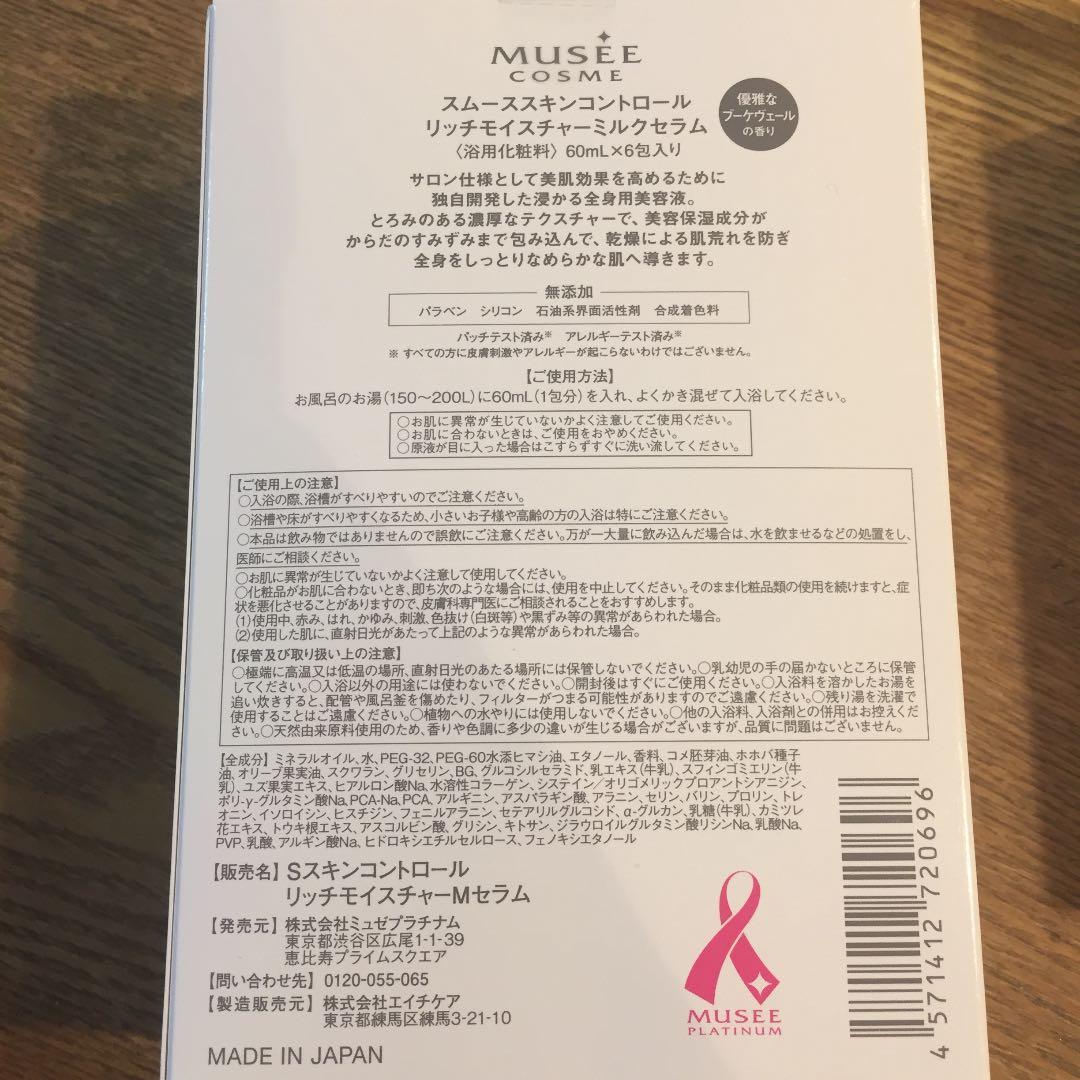 MUSÉE
COSME
スムーススキンコントロール
リッチモイスチャーミルクセラム
〈浴用化粧料〉60mL×6包入り
優雅な
ブーケヴェール
の香り
サロン仕様として美肌効果を高めるために
独自開発した浸かる全身用美容液。
とろみのある濃厚なテクスチャーで、美容保湿成分が
からだのすみずみまで包み込んで、乾燥による肌荒れを防ぎ
全身をしっとりなめらかな肌へ導きます。
無添加
パラベン シリコン 石油系界面活性剤 合成着色料
パッチテスト済み※ アレルギーテスト済み※
※ すべての方に皮膚刺激やアレルギーが起こらないわけではございません。
【ご使用方法】
お風呂のお湯(150〜200L)に60mL(1包分)を入れ、よくかき混ぜて入浴してください。
○お肌に異常が生じていないかよく注意してご使用ください。
○お肌に合わないときは、ご使用をおやめください。
○原液が目に入った場合はこすらずすぐに洗い流してください。
【ご使用上の注意】
○入浴の際、浴槽がすべりやすいのでご注意ください。
○浴槽や床がすべりやすくなるため、小さいお子様や高齢の方の入浴は特にご注意ください。
○本品は飲み物ではありませんので誤飲にご注意ください。万が一大量に飲み込んだ場合は、水を飲ませるなどの処置をし、
医師にご相談ください。
○お肌に異常が生じていないかよく注意して使用してください。
○化粧品がお肌に合わないとき、即ち次のような場合には、使用を中止してください。そのまま化粧品類の使用を続けますと、症
状を悪化させることがありますので、皮膚科専門医にご相談されることをおすすめします。
(1)使用中、赤み、はれ、かゆみ、刺激、色抜け(白斑等)や黒ずみ等の異常があらわれた場合。
(2)使用した肌に、直射日光があたって上記のような異常があらわれた場合。
【保管及び取り扱い上の注意】
○極端に高温又は低温の場所、直射日光のあたる場所には保管しないでください。○乳幼児の手の届かないところに保管
してください。○入浴以外の用途には使わないでください。○開封後はすぐにご使用ください。○入浴料を溶かしたお湯を
追い炊きすると、配管や風呂釜を傷めたり、フィルターがつまる可能性がありますのでご遠慮ください。○残り湯を洗濯で
使用することはご遠慮ください。○植物への水やりには使用しないでください。○他の入浴料、入浴剤との併用はお控えくだ
さい。○天然由来原料使用のため、香りや色調に多少の違いが生じる場合がございますが、品質に問題はございません。
【全成分】ミネラルオイル、水、PEG-32、PEG-60水添ヒマシ油、エタノール、香料、コメ胚芽油、ホホバ種子
油、オリーブ果実油、スクワラン、グリセリン、BG、グルコシルセラミド、乳エキス(牛乳)、スフィンゴミエリン(牛
乳)、ユズ果実エキス、ヒアルロン酸Na、水溶性コラーゲン、システイン/オリゴメリックプロアントシアニジン、
ポリ-γ-グルタミン酸Na、PCA-Na、PCA、アルギニン、アスパラギン酸、アラニン、セリン、バリン、プロリン、トレ
オニン、イソロイシン、ヒスチジン、フェニルアラニン、セテアリルグルコシド、α-グルカン、乳糖(牛乳)、カミツレ
花エキス、トウキ根エキス、アスコルビン酸、グリシン、キトサン、ジラウロイルグルタミン酸リシンNa、乳酸Na、
PVP、乳酸、アルギン酸Na、ヒドロキシエチルセルロース、フェノキシエタノール
【販売名】Sスキンコントロール
リッチモイスチャーMセラム
【発売元】株式会社ミュゼプラチナム
東京都渋谷区広尾1-1-39
恵比寿プライムスクエア
【問い合わせ先】0120-055-065
【製造販売元】株式会社エイチケア
東京都練馬区練馬3-21-10
MADE IN JAPAN
MUSEE
PLATINUM
4 571412 720696